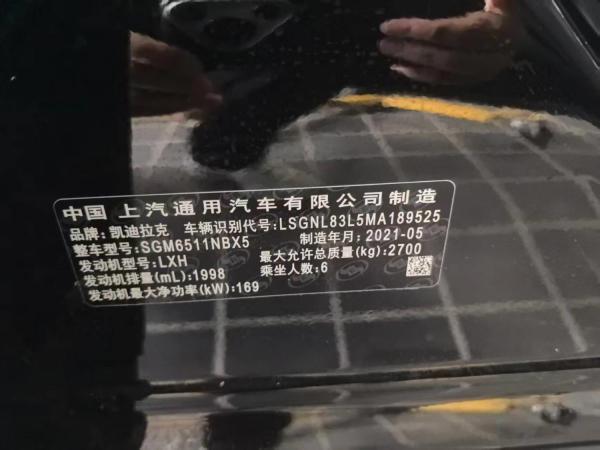 中国 上汽通用汽车有限公司制造
品牌:凯迪拉克 车辆识别代号:LSGNL83L5MA189525
整车型号:SGM6511NBX5 制造年月:2021-05
发动机型号:LXH 最大允许总质量(kg):2700
发动机排量(mL):1998 乘坐人数:6
发动机最大净功率(kW):169